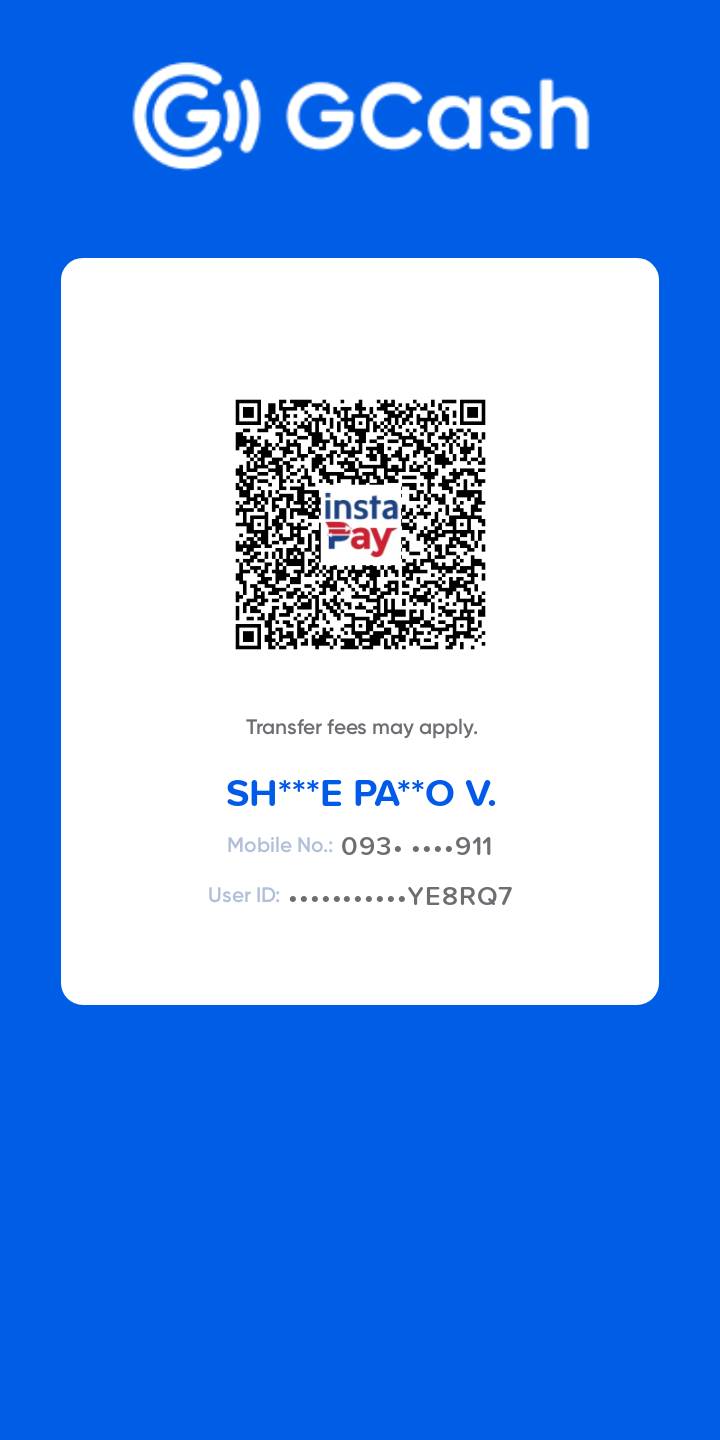 GCash
insta
Pay
Transfer fees may apply.
SH***E PA**O V.
Mobile No.: 093• ••••911
User ID: •••••••••••YE8RQ7